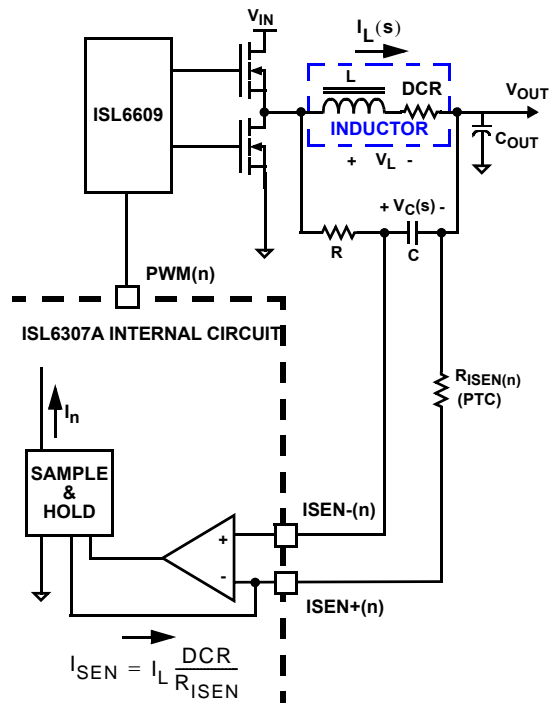 V_IN
I_L(s)
ISL6609
L
DCR
INDUCTOR
V_OUT
C_OUT
+ V_L -
+ V_C(s) -
R
C
PWM(n)
ISL6307A INTERNAL CIRCUIT
R_ISEN(n)
(PTC)
I_n
SAMPLE
&
HOLD
+
-
ISEN-(n)
ISEN+(n)
I_SEN = I_L DCR/R_ISEN